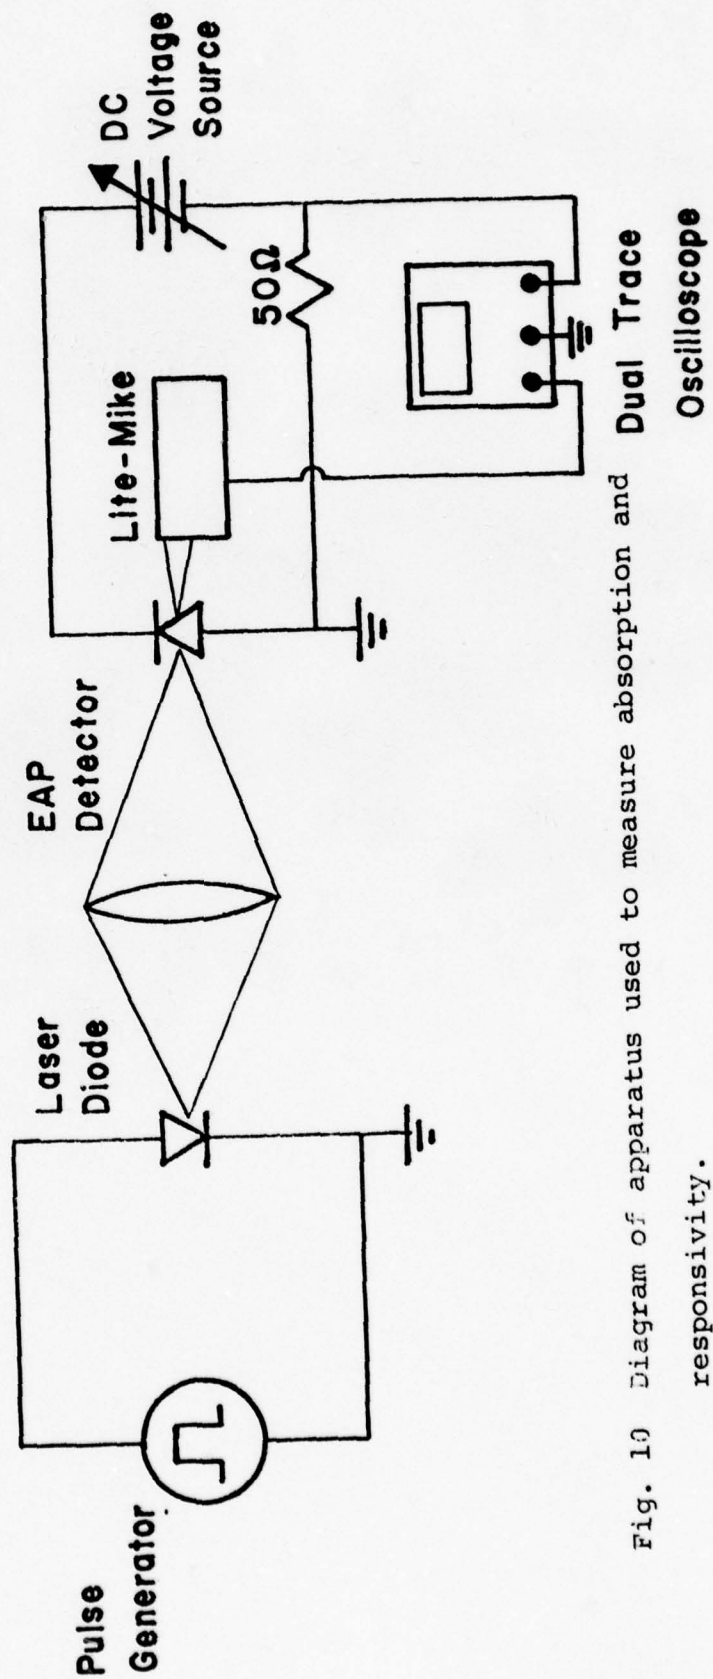 Pulse
Generator
Laser
Diode
EAP
Detector
Lite-Mike
50Ω
DC
Voltage
Source
Dual Trace
Oscilloscope
Fig. 10 Diagram of apparatus used to measure absorption and
responsivity.